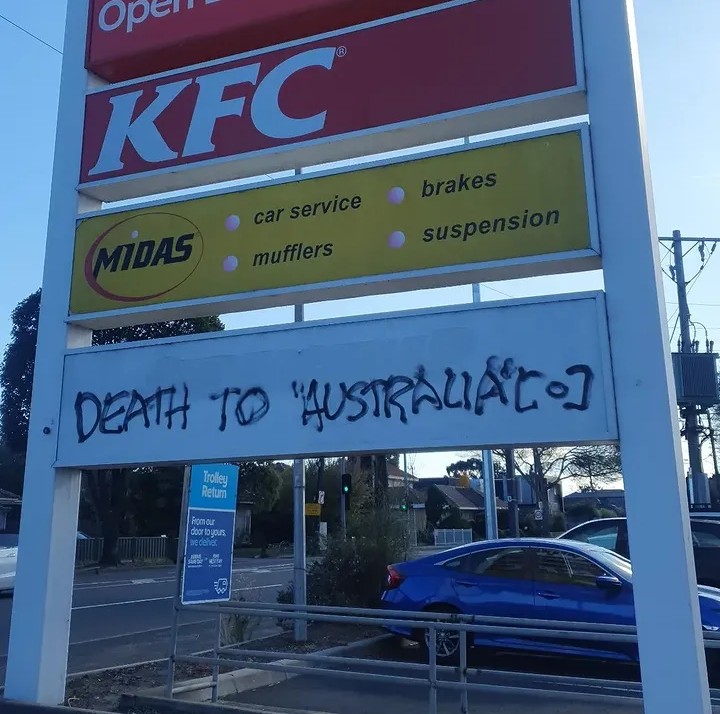 Open
KFC®
MIDAS
car service
mufflers
brakes
suspension
DEATH TO "AUSTRALIA"[o]
Trolley
Return
From our
door to yours,
we deliver.